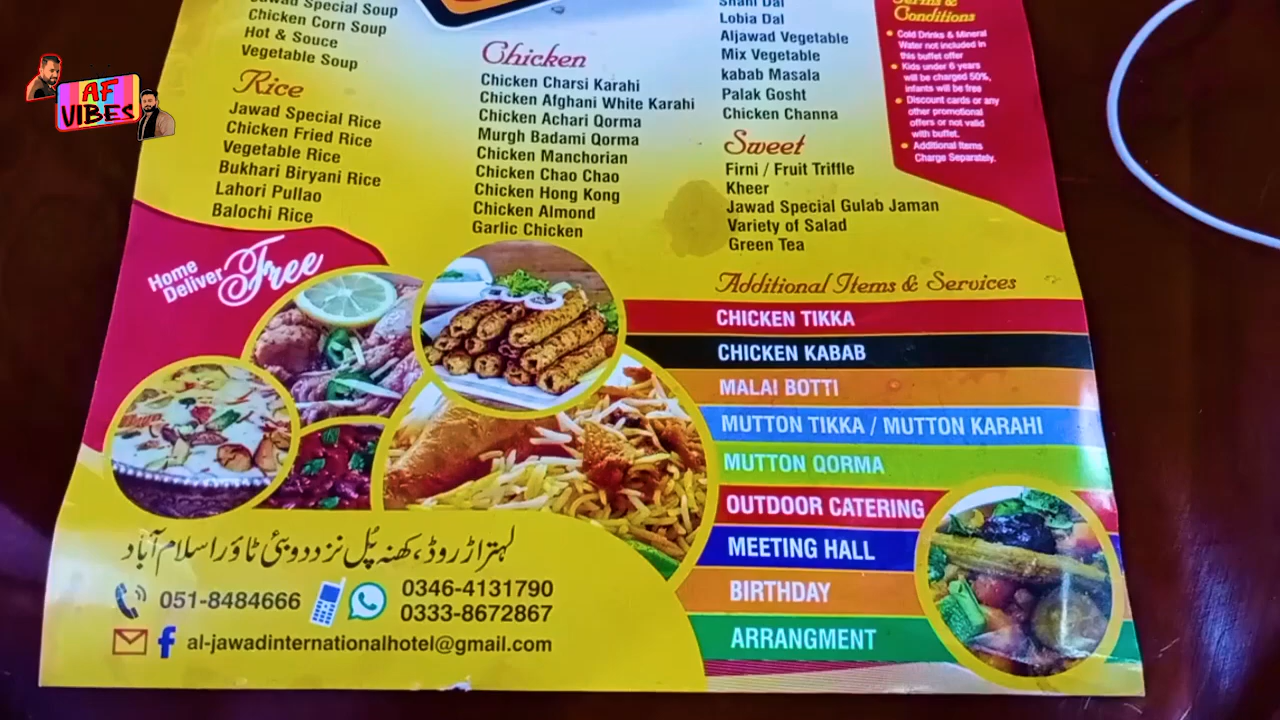 AF
VIBES
Jawad Special Soup
Chicken Corn Soup
Hot & Souce
Vegetable Soup
Rice
Jawad Special Rice
Chicken Fried Rice
Vegetable Rice
Bukhari Biryani Rice
Lahori Pullao
Balochi Rice
Chicken
Chicken Charsi Karahi
Chicken Afghani White Karahi
Chicken Achari Qorma
Murgh Badami Qorma
Chicken Manchorian
Chicken Chao Chao
Chicken Hong Kong
Chicken Almond
Garlic Chicken
Shahi Dal
Lobia Dal
Aljawad Vegetable
Mix Vegetable
kabab Masala
Palak Gosht
Chicken Channa
Sweet
Firni / Fruit Triffle
Kheer
Jawad Special Gulab Jaman
Variety of Salad
Green Tea
Terms &
Conditions
Cold Drinks & Mineral
Water not included in
this buffet offer
Kids under 6 years
will be charged 50%,
infants will be free
Discount cards or any
other promotional
offers or not valid
with buffet.
Additional Items
Charge Separately.
Home
Deliver Free
Additional Items & Services
CHICKEN TIKKA
CHICKEN KABAB
MALAI BOTTI
MUTTON TIKKA / MUTTON KARAHI
MUTTON QORMA
OUTDOOR CATERING
MEETING HALL
BIRTHDAY
ARRANGMENT
لہتراڑ روڈ، کھنہ پُل نزد دوبئی ٹاؤر اسلام آباد
051-8484666
0346-4131790
0333-8672867
al-jawadinternationalhotel@gmail.com